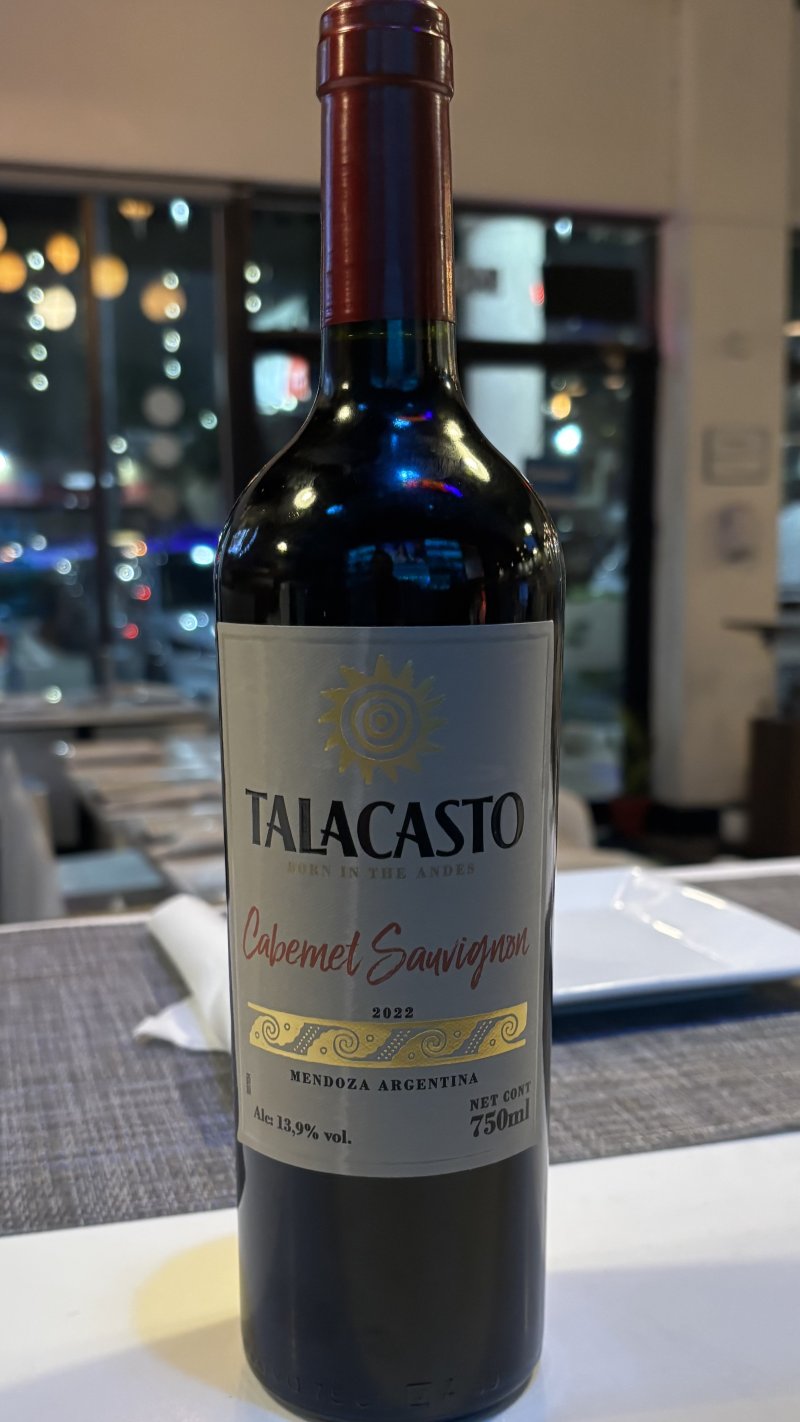 TALACASTO
BORN IN THE ANDES
Cabernet Sauvignon
2022
MENDOZA ARGENTINA
Alc: 13,9% vol.
NET CONT
750ml